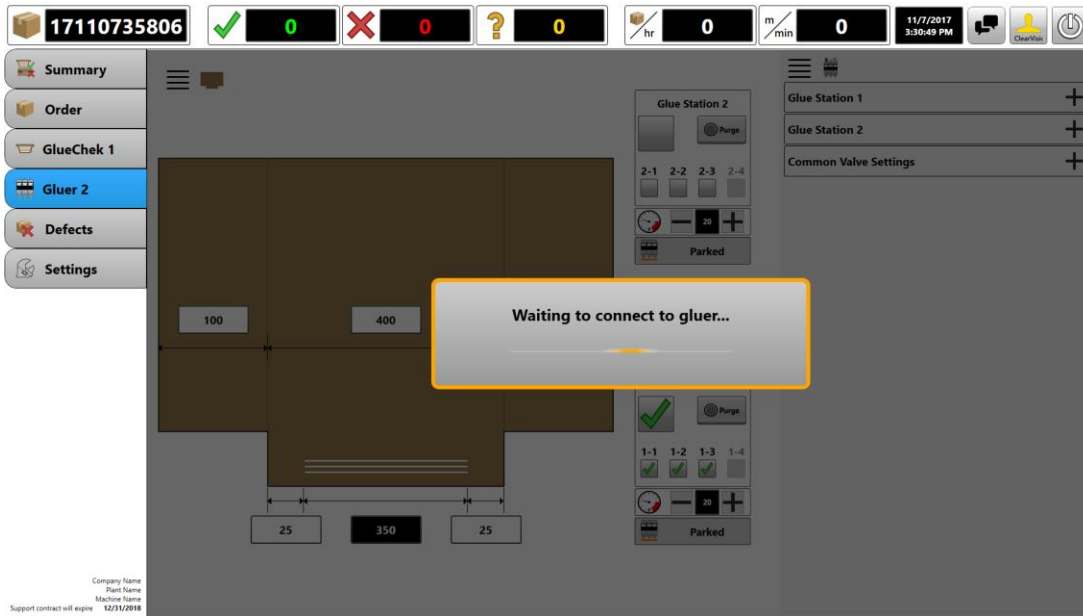 17110735806
0
0
0
hr
0
m/min
0
11/7/2017
3:30:49 PM
ClearVision
Summary
Order
GlueChek 1
Gluer 2
Defects
Settings
Glue Station 2
Purge
2-1 2-2 2-3 2-4
20
Parked
Glue Station 1
Glue Station 2
Common Valve Settings
100
400
Waiting to connect to gluer...
Purge
1-1 1-2 1-3 1-4
20
Parked
25
350
25
Company Name
Plant Name
Machine Name
Support contract will expire 12/31/2018